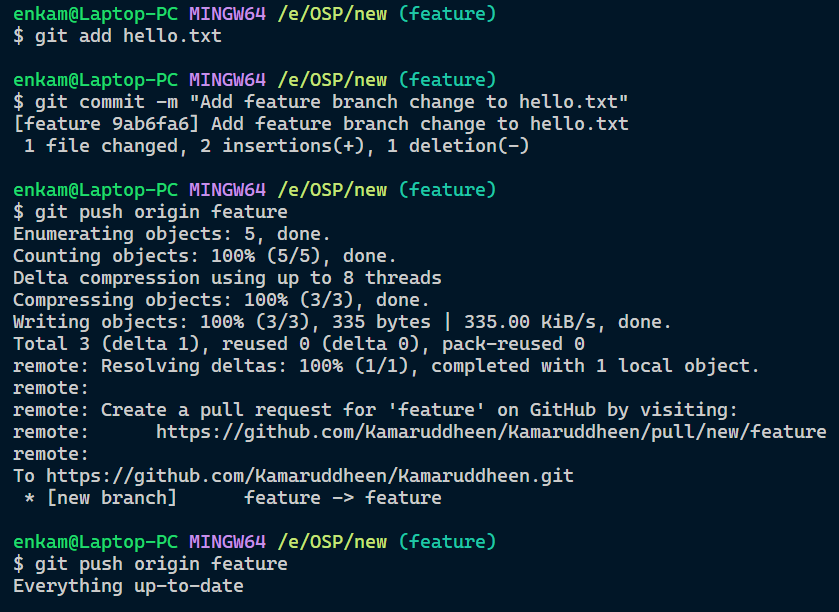 enkam@Laptop-PC MINGW64 /e/OSP/new (feature)
$ git add hello.txt

enkam@Laptop-PC MINGW64 /e/OSP/new (feature)
$ git commit -m "Add feature branch change to hello.txt"
[feature 9ab6fa6] Add feature branch change to hello.txt
 1 file changed, 2 insertions(+), 1 deletion(-)

enkam@Laptop-PC MINGW64 /e/OSP/new (feature)
$ git push origin feature
Enumerating objects: 5, done.
Counting objects: 100% (5/5), done.
Delta compression using up to 8 threads
Compressing objects: 100% (3/3), done.
Writing objects: 100% (3/3), 335 bytes | 335.00 KiB/s, done.
Total 3 (delta 1), reused 0 (delta 0), pack-reused 0
remote: Resolving deltas: 100% (1/1), completed with 1 local object.
remote:
remote: Create a pull request for 'feature' on GitHub by visiting:
remote:      https://github.com/Kamaruddheen/Kamaruddheen/pull/new/feature
remote:
To https://github.com/Kamaruddheen/Kamaruddheen.git
 * [new branch]      feature -> feature

enkam@Laptop-PC MINGW64 /e/OSP/new (feature)
$ git push origin feature
Everything up-to-date